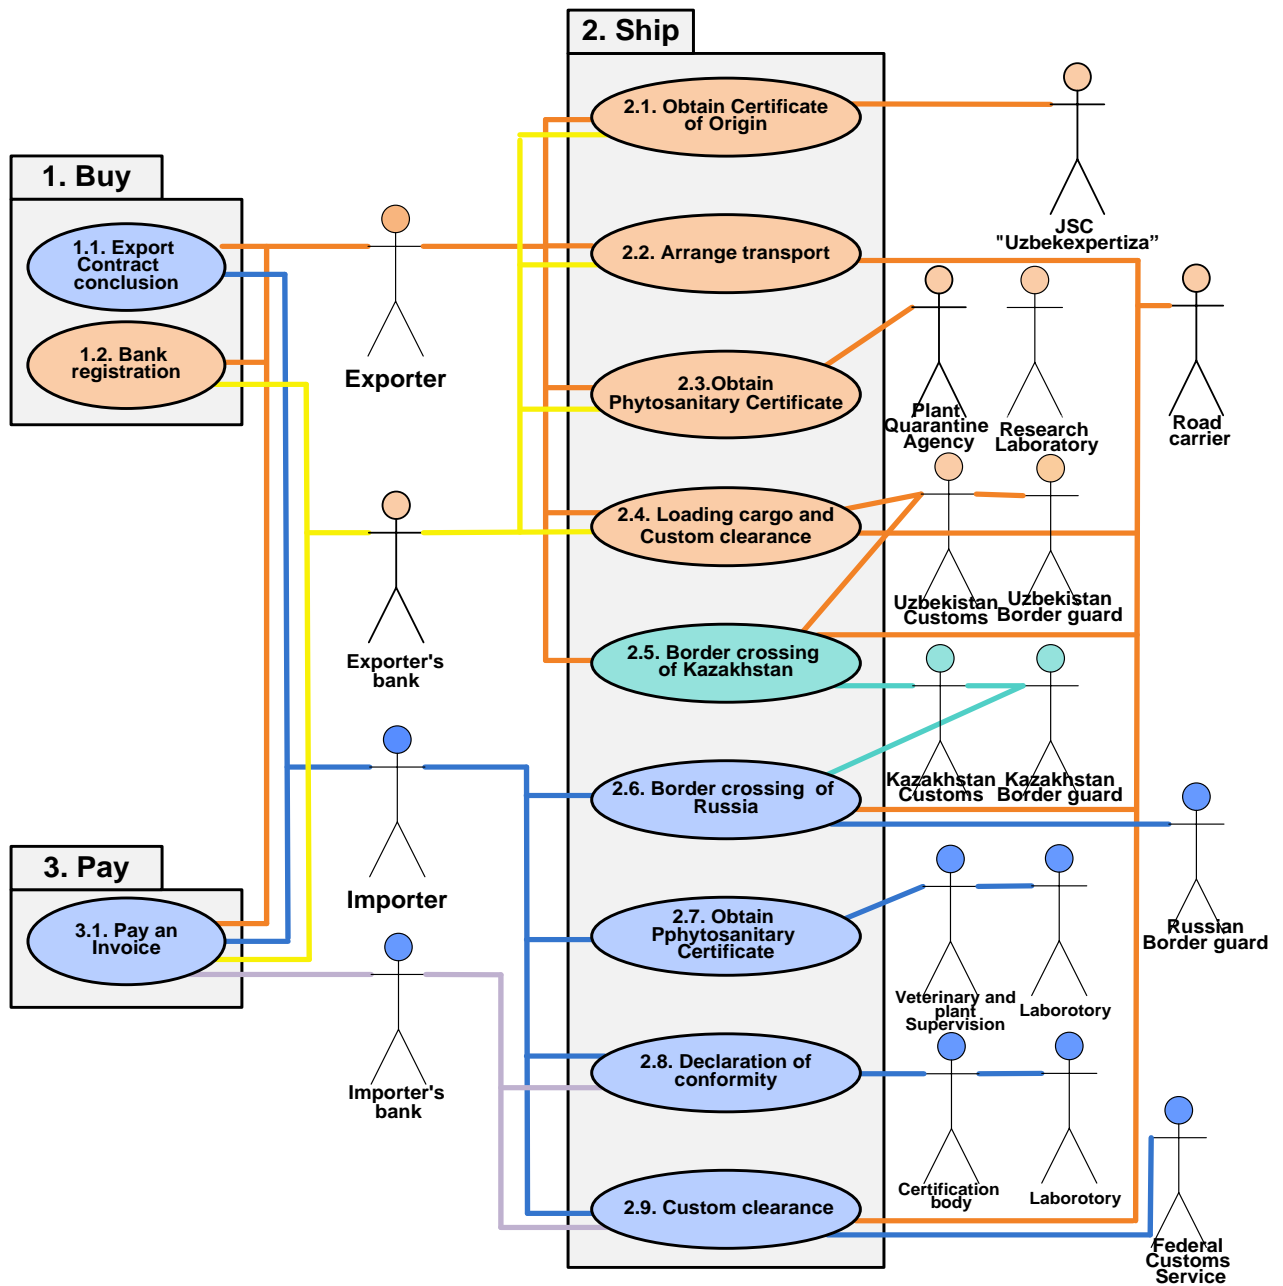 2. Ship
2.1. Obtain Certificate
of Origin
JSC
"Uzbekexpertiza”
1. Buy
1.1. Export
Contract
conclusion
1.2. Bank
registration
Exporter
2.2. Arrange transport
2.3.Obtain
Phytosanitary Certificate
Plant
Quarantine
Agency
Research
Laboratory
Road
carrier
2.4. Loading cargo and
Custom clearance
Uzbekistan
Customs
Uzbekistan
Border guard
Exporter's
bank
2.5. Border crossing
of Kazakhstan
Kazakhstan
Customs
Kazakhstan
Border guard
2.6. Border crossing of
Russia
Importer
Russian
Border guard
3. Pay
3.1. Pay an
Invoice
2.7. Obtain
Pphytosanitary
Certificate
Veterinary and
plant
Supervision
Laborotory
Importer's
bank
2.8. Declaration of
conformity
Certification
body
Laborotory
2.9. Custom clearance
Federal
Customs
Service